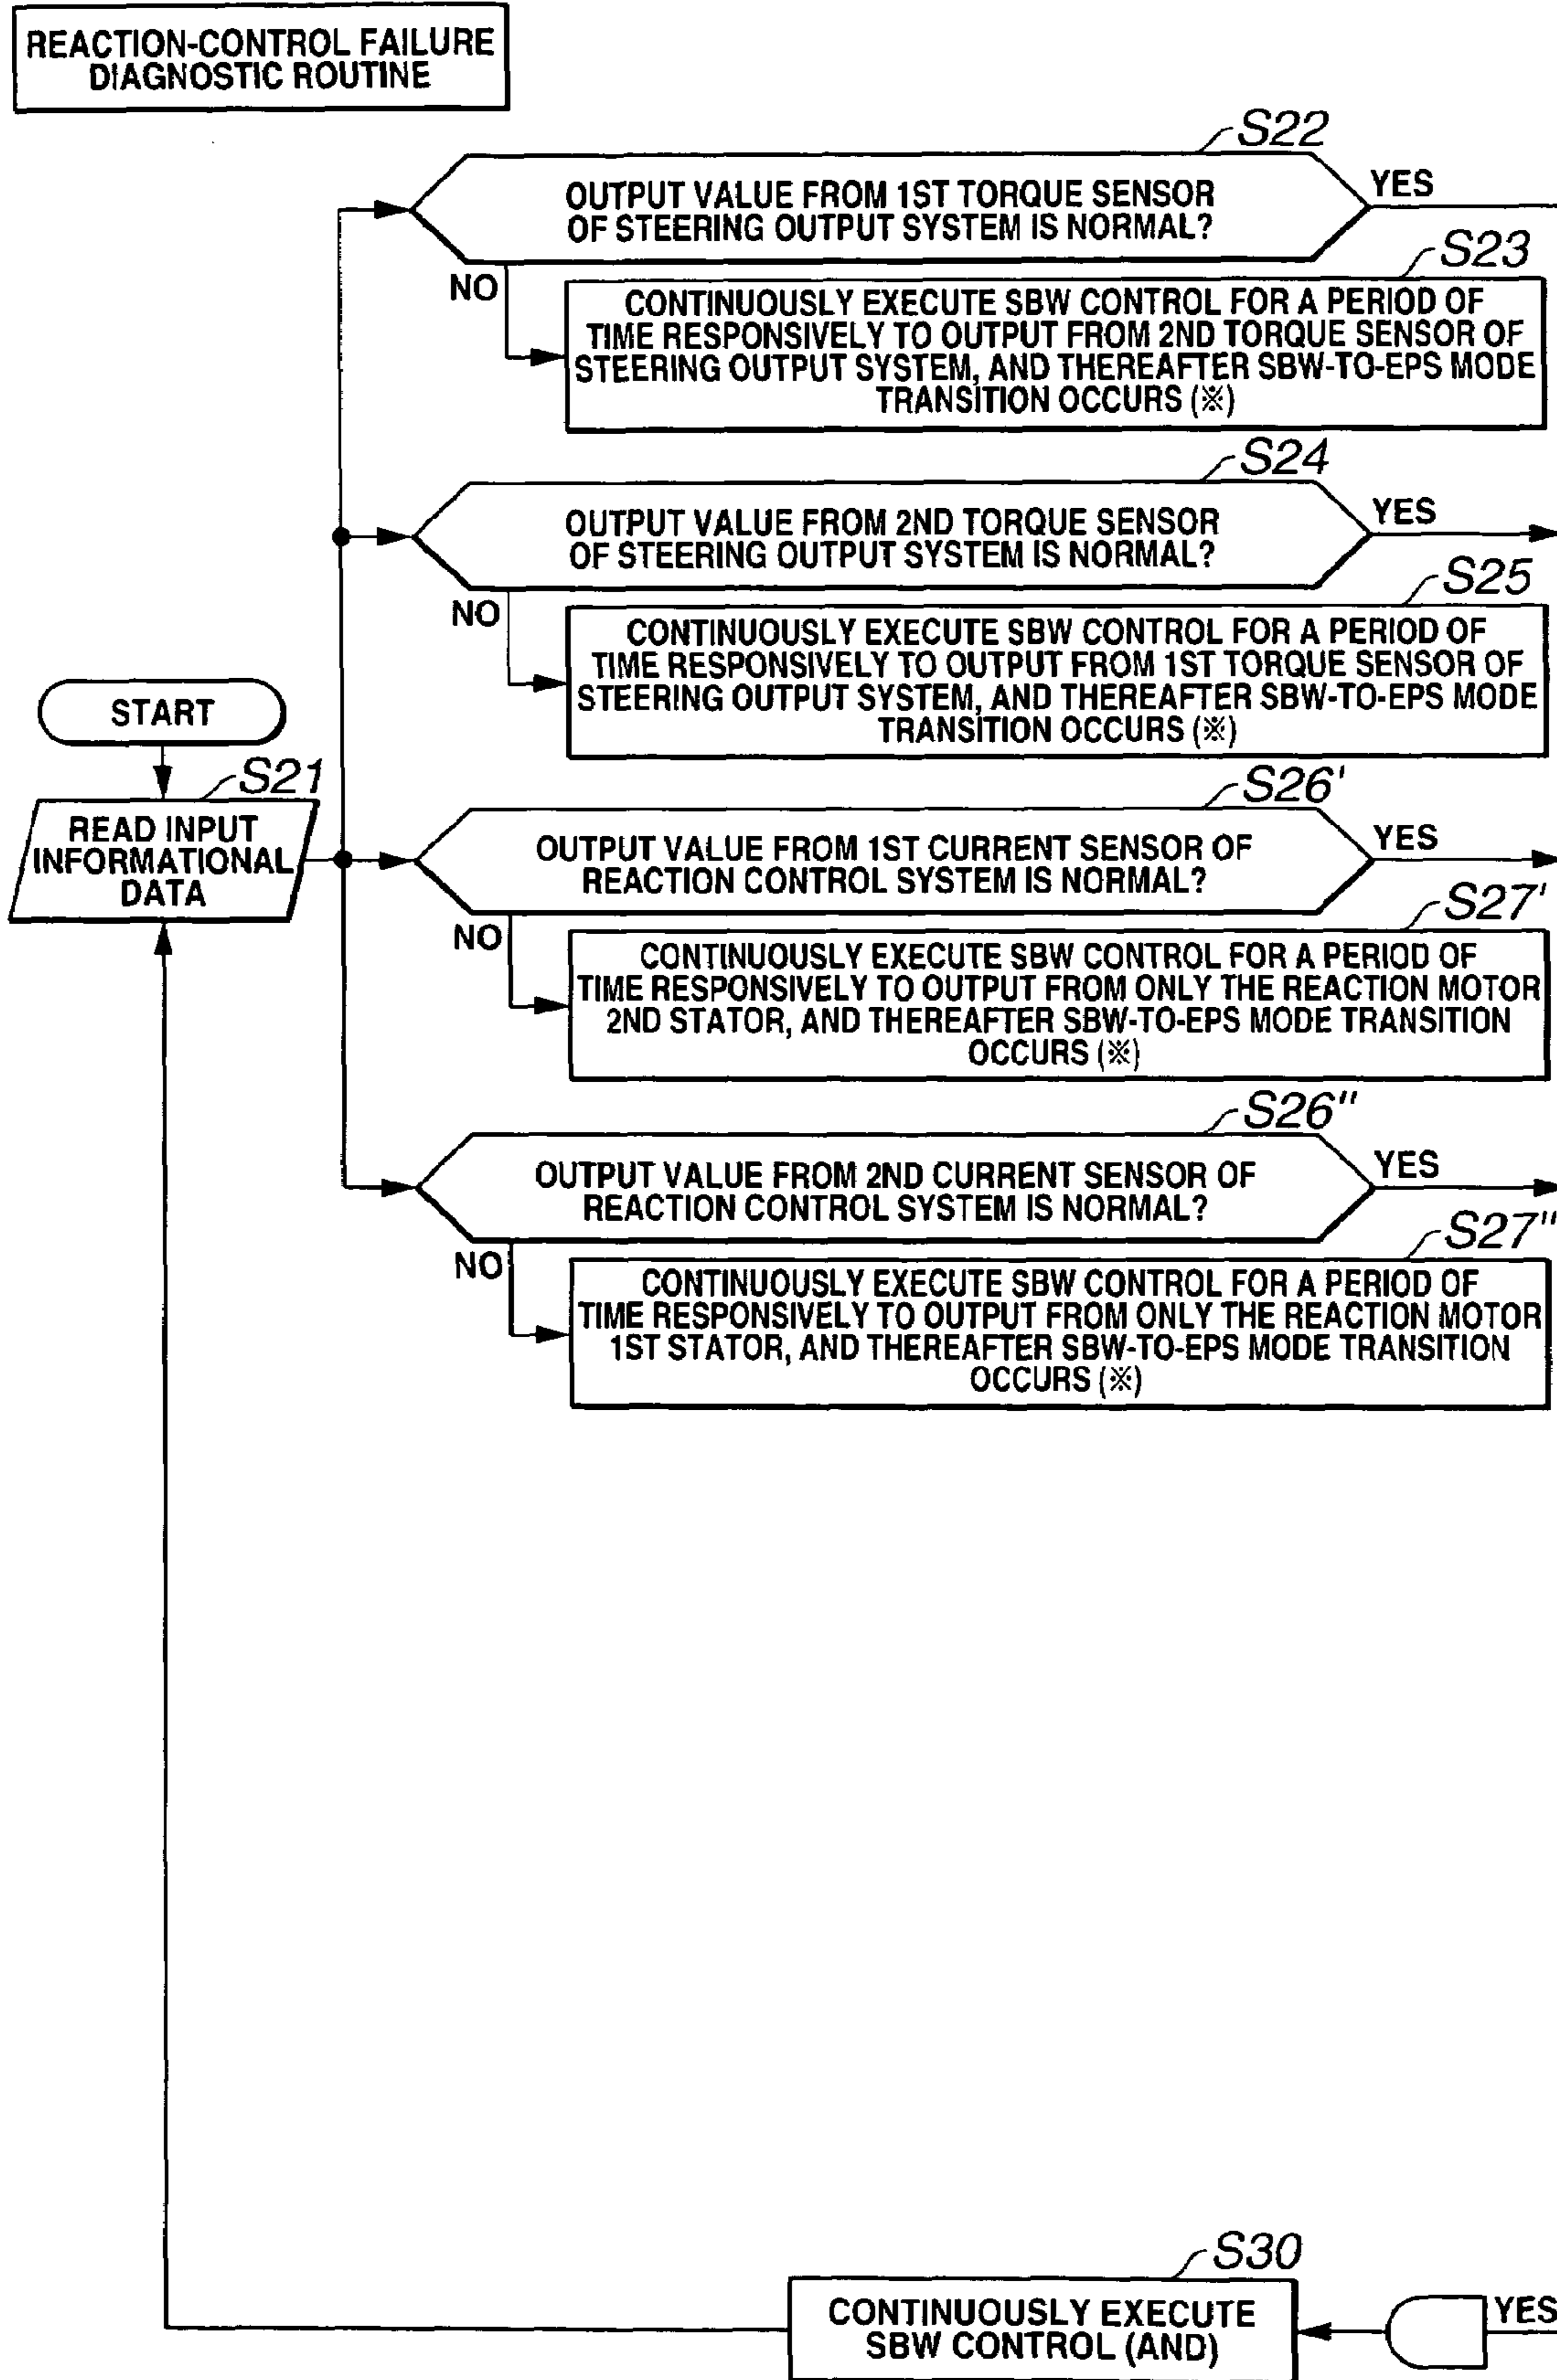 REACTION-CONTROL FAILURE
DIAGNOSTIC ROUTINE
S22
OUTPUT VALUE FROM 1ST TORQUE SENSOR
OF STEERING OUTPUT SYSTEM IS NORMAL?
YES
NO
S23
CONTINUOUSLY EXECUTE SBW CONTROL FOR A PERIOD OF
TIME RESPONSIVELY TO OUTPUT FROM 2ND TORQUE SENSOR OF
STEERING OUTPUT SYSTEM, AND THEREAFTER SBW-TO-EPS MODE
TRANSITION OCCURS (※)
S24
OUTPUT VALUE FROM 2ND TORQUE SENSOR
OF STEERING OUTPUT SYSTEM IS NORMAL?
YES
NO
S25
CONTINUOUSLY EXECUTE SBW CONTROL FOR A PERIOD OF
TIME RESPONSIVELY TO OUTPUT FROM 1ST TORQUE SENSOR OF
STEERING OUTPUT SYSTEM, AND THEREAFTER SBW-TO-EPS MODE
TRANSITION OCCURS (※)
START
S21
READ INPUT
INFORMATIONAL
DATA
S26'
OUTPUT VALUE FROM 1ST CURRENT SENSOR OF
REACTION CONTROL SYSTEM IS NORMAL?
YES
NO
S27'
CONTINUOUSLY EXECUTE SBW CONTROL FOR A PERIOD OF
TIME RESPONSIVELY TO OUTPUT FROM ONLY THE REACTION MOTOR
2ND STATOR, AND THEREAFTER SBW-TO-EPS MODE TRANSITION
OCCURS (※)
S26"
OUTPUT VALUE FROM 2ND CURRENT SENSOR OF
REACTION CONTROL SYSTEM IS NORMAL?
YES
NO
S27"
CONTINUOUSLY EXECUTE SBW CONTROL FOR A PERIOD OF
TIME RESPONSIVELY TO OUTPUT FROM ONLY THE REACTION MOTOR
1ST STATOR, AND THEREAFTER SBW-TO-EPS MODE TRANSITION
OCCURS (※)
S30
CONTINUOUSLY EXECUTE
SBW CONTROL (AND)
YES